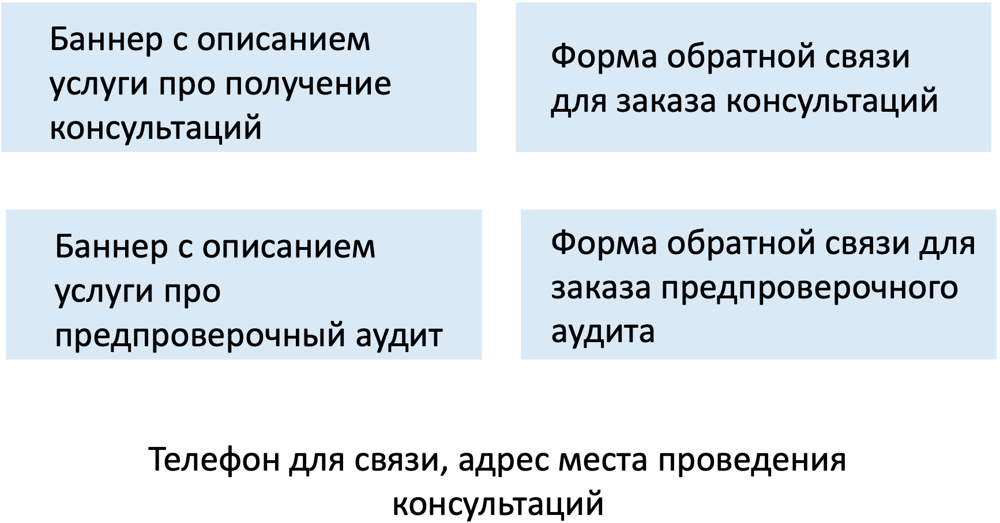 Баннер с описанием
услуги про получение
консультаций
Форма обратной связи
для заказа консультаций
Баннер с описанием
услуги про
предпроверочный аудит
Форма обратной связи для
заказа предпроверочного
аудита
Телефон для связи, адрес места проведения
консультаций